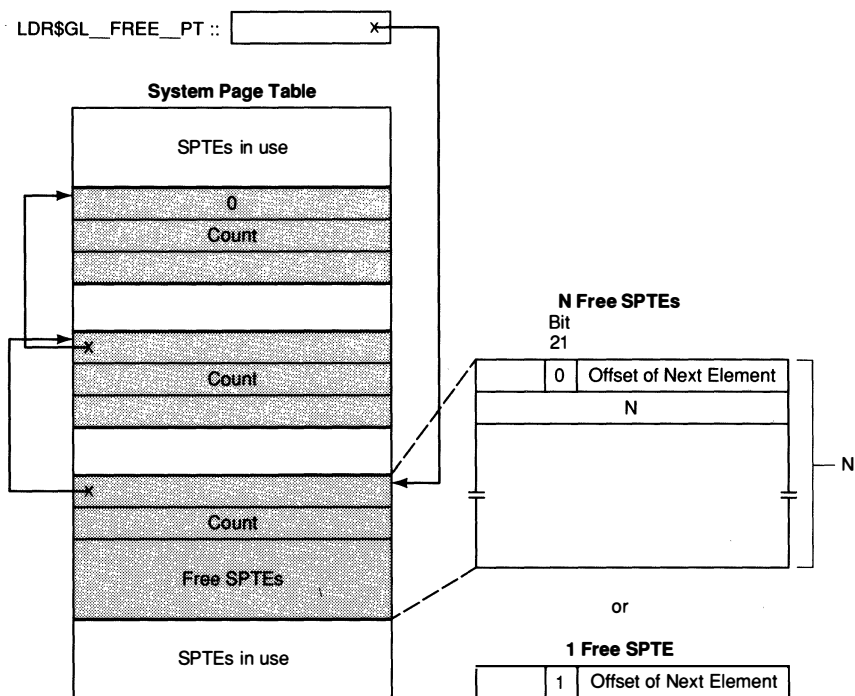 LDR$GL__FREE__PT ::
x
System Page Table
SPTEs in use
0
Count
x
Count
x
Count
Free SPTEs
SPTEs in use
N Free SPTEs
Bit
21
0 Offset of Next Element
N
N
or
1 Free SPTE
1 Offset of Next Element